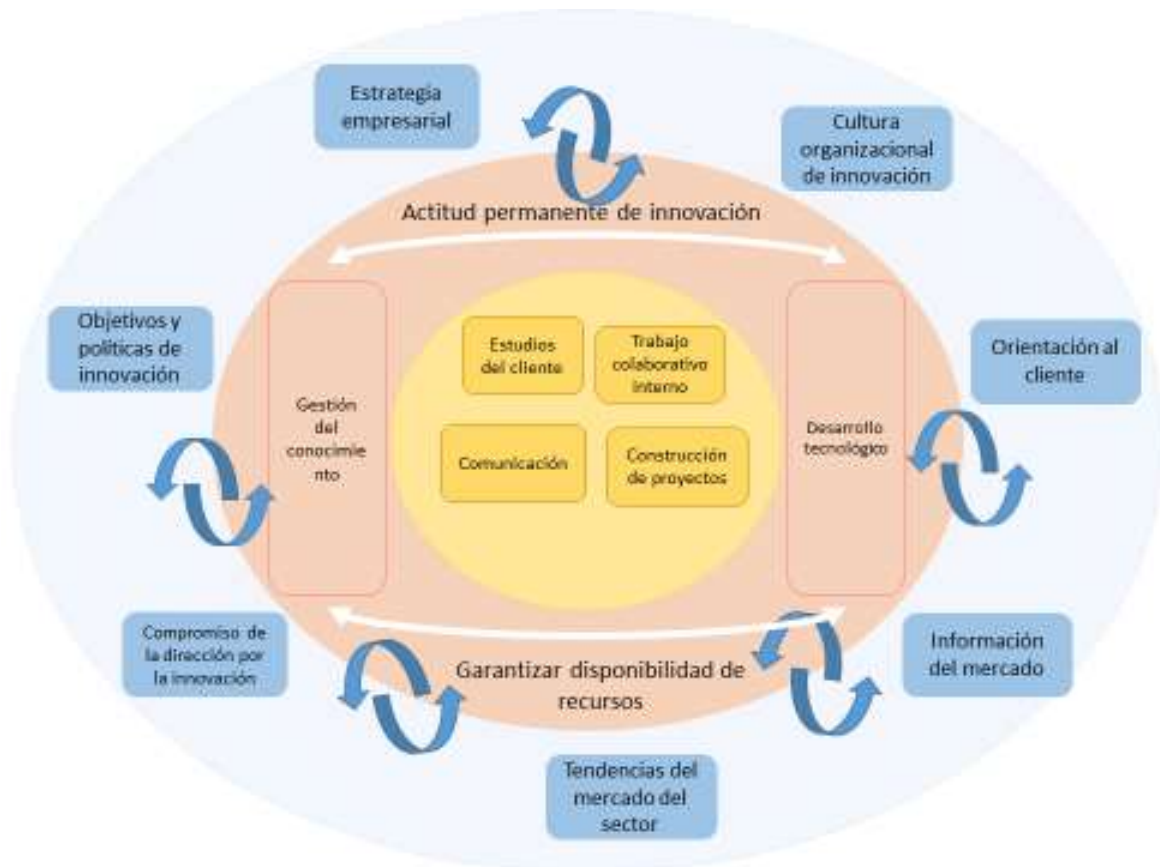 Estrategia
empresarial
Cultura
organizacional
de innovación
Actitud permanente de innovación
Objetivos y
políticas de
innovación
Estudios
del cliente
Trabajo
colaborativo
interno
Orientación al
cliente
Gestión
del
conocimie
nto
Desarrollo
tecnológico
Comunicación
Construcción
de proyectos
Compromiso de
la dirección por
la innovación
Información
del mercado
Garantizar disponibilidad de
recursos
Tendencias del
mercado del
sector